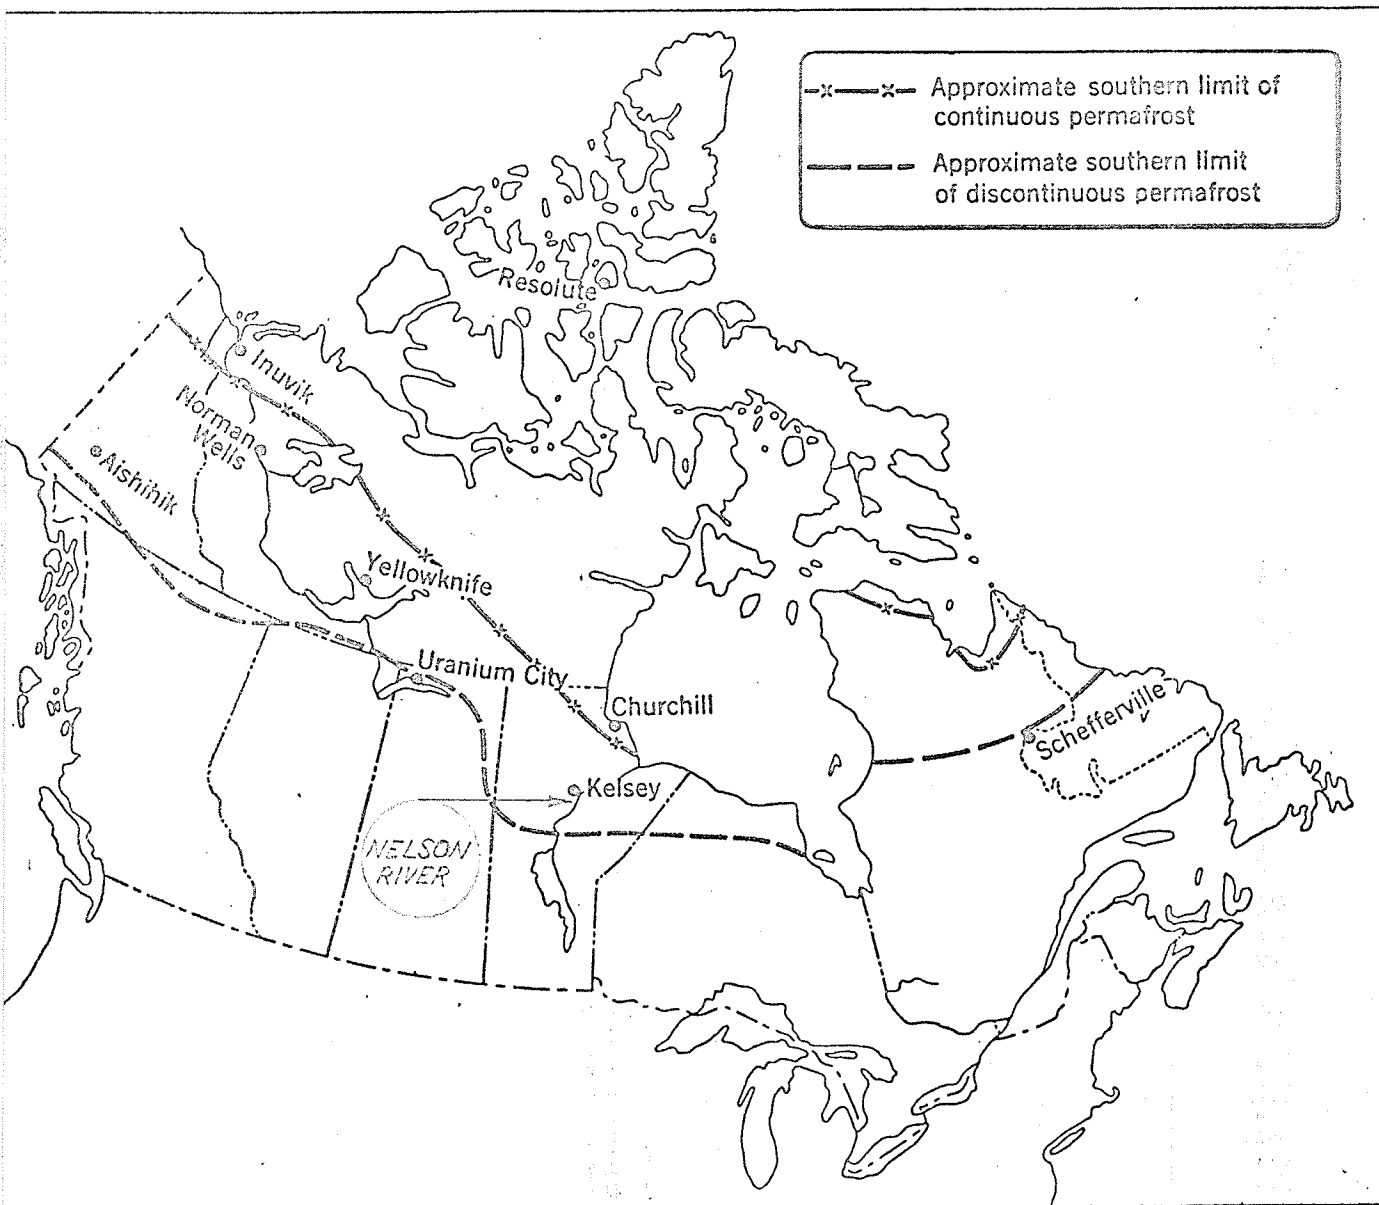 Approximate southern limit of
continuous permafrost
Approximate southern limit
of discontinuous permafrost
Resolute
Inuvik
Norman
Wells
Aishihik
Yellowknife
Uranium City
Churchill
Schefferville
Kelsey
NELSON
RIVER